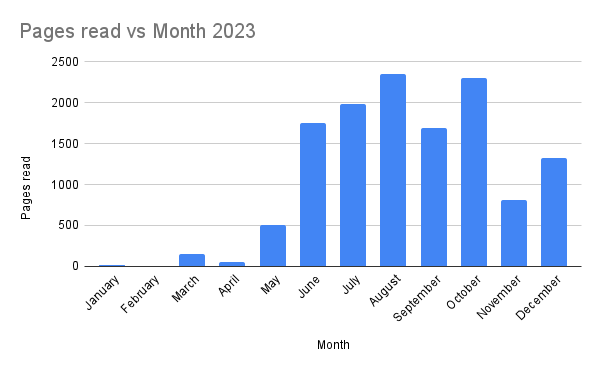 Pages read vs Month 2023
Pages read
2500
2000
1500
1000
500
0
January
February
March
April
May
June
July
August
September
October
November
December
Month